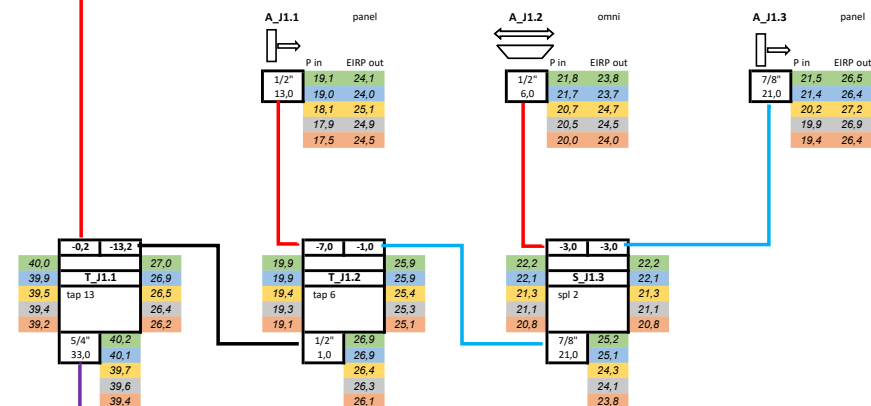 A_J1.1 panel A_J1.2 omni A_J1.3 panel
P in EIRP out P in EIRP out P in EIRP out
1/2" 19,1 24,1 1/2" 21,8 23,8 7/8" 21,5 26,5
13,0 19,0 24,0 6,0 21,7 23,7 21,0 21,4 26,4
18,1 25,1 20,7 24,7 20,2 27,2
17,9 24,9 20,5 24,5 19,9 26,9
17,5 24,5 20,0 24,0 19,4 26,4
-0,2 -13,2 -7,0 -1,0 -3,0 -3,0
40,0 27,0 19,9 25,9 22,2 22,2
39,9 T_J1.1 26,9 19,9 T_J1.2 25,9 22,1 S_J1.3 22,1
39,5 tap 13 26,5 19,4 tap 6 25,4 21,3 spl 2 21,3
39,4 26,4 19,3 25,3 21,1 21,1
39,2 26,2 19,1 25,1 20,8 20,8
5/4" 40,2 1/2" 26,9 7/8" 25,2
33,0 40,1 1,0 26,9 21,0 25,1
39,7 26,4 24,3
39,6 26,3 24,1
39,4 26,1 23,8